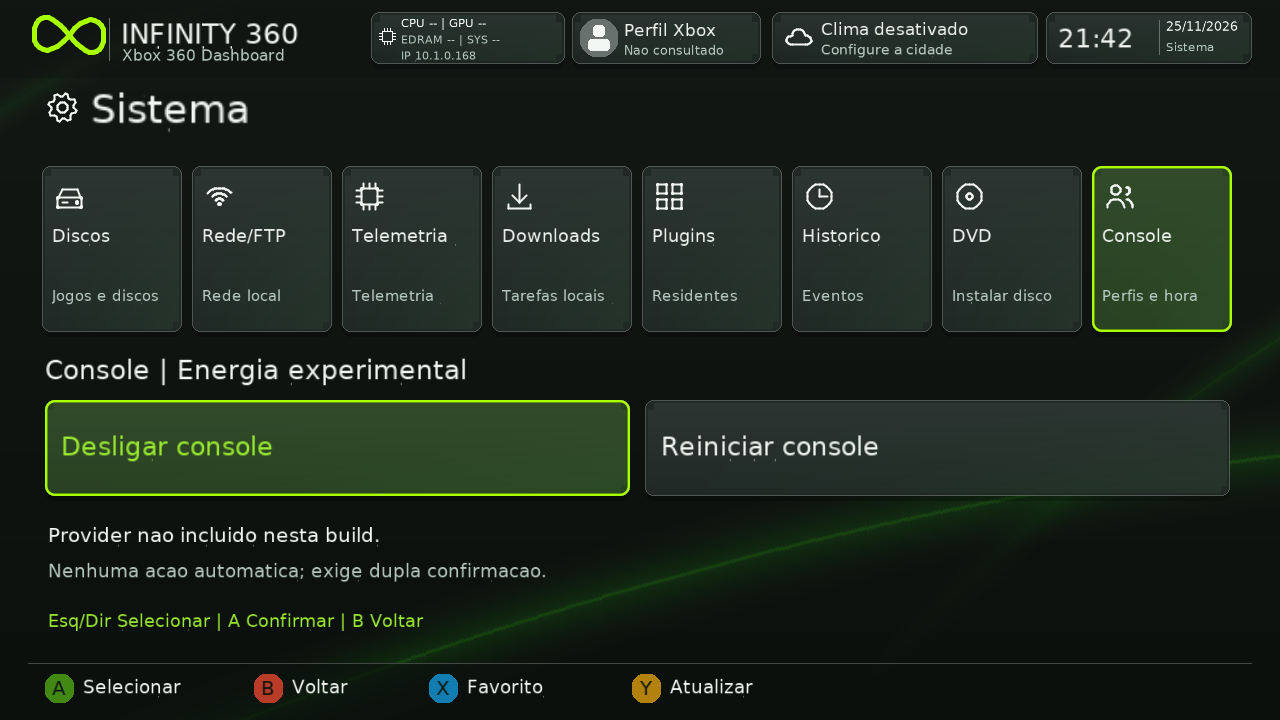 INFINITY 360
Xbox 360 Dashboard
CPU -- | GPU --
EDRAM -- | SYS --
IP 10.1.0.168
Perfil Xbox
Nao consultado
Clima desativado
Configure a cidade
21:42
25/11/2026
Sistema
Sistema
Discos
Jogos e discos
Rede/FTP
Rede local
Telemetria
Telemetria
Downloads
Tarefas locais
Plugins
Residentes
Historico
Eventos
DVD
Instalar disco
Console
Perfis e hora
Console | Energia experimental
Desligar console
Reiniciar console
Provider nao incluido nesta build.
Nenhuma acao automatica; exige dupla confirmacao.
Esq/Dir Selecionar | A Confirmar | B Voltar
A Selecionar
B Voltar
X Favorito
Y Atualizar